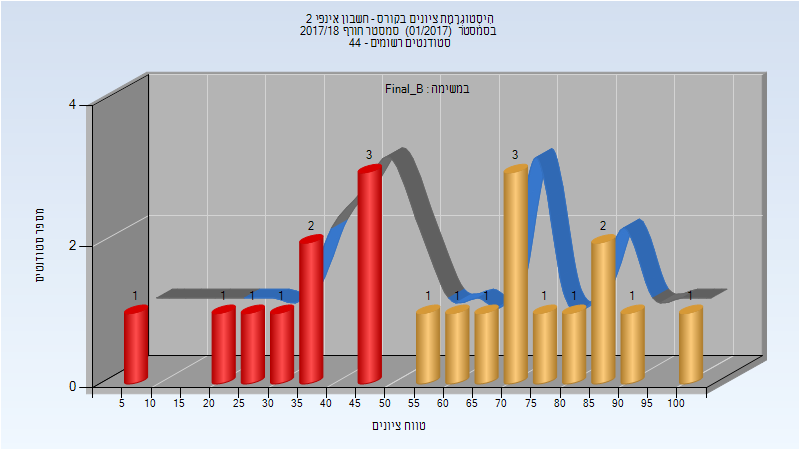 היסטוגרמת ציונים בקורס - חשבון אינפי 2
בסמסטר (01/2017) סמסטר חורף 2017/18
סטודנטים רשומים - 44
במשימה : Final_B
מספר סטודנטים
4
2
0
1 1 1 1 2 3 1 1 1 3 1 1 2 1 1
5 10 15 20 25 30 35 40 45 50 55 60 65 70 75 80 85 90 95 100
טווח ציונים